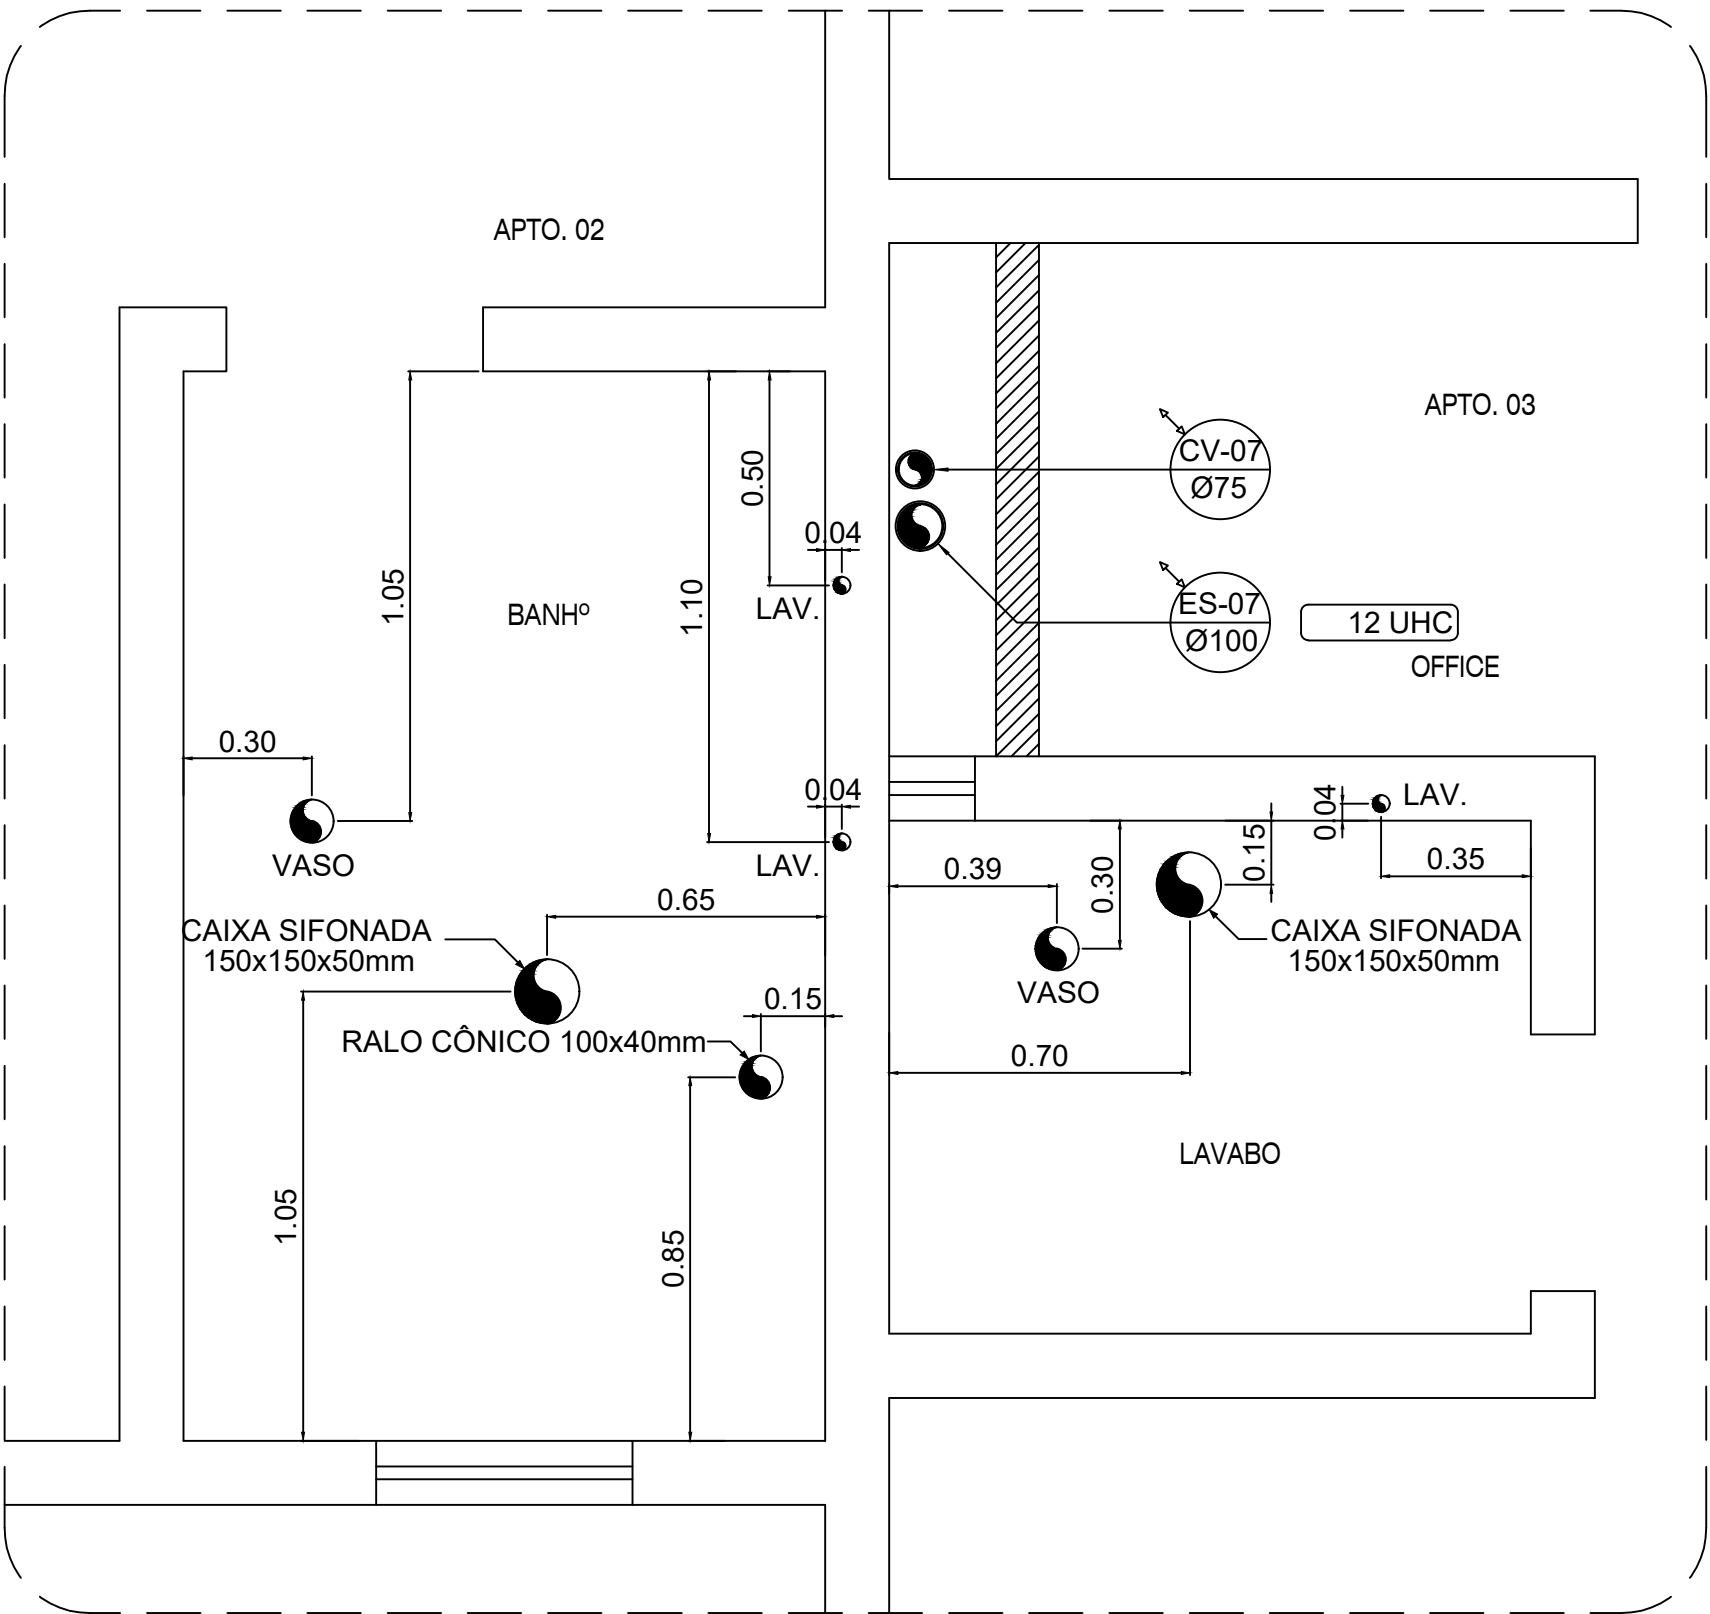 APTO. 02
APTO. 03
CV-07
Ø75
0.50
0.04
1.05
BANHº
1.10
LAV.
ES-07
Ø100
12 UHC
OFFICE
0.30
0.04
VASO
LAV.
0.04
LAV.
0.15
0.39
0.30
0.35
0.65
CAIXA SIFONADA
150x150x50mm
VASO
CAIXA SIFONADA
150x150x50mm
0.15
RALO CÔNICO 100x40mm
0.70
LAVABO
1.05
0.85